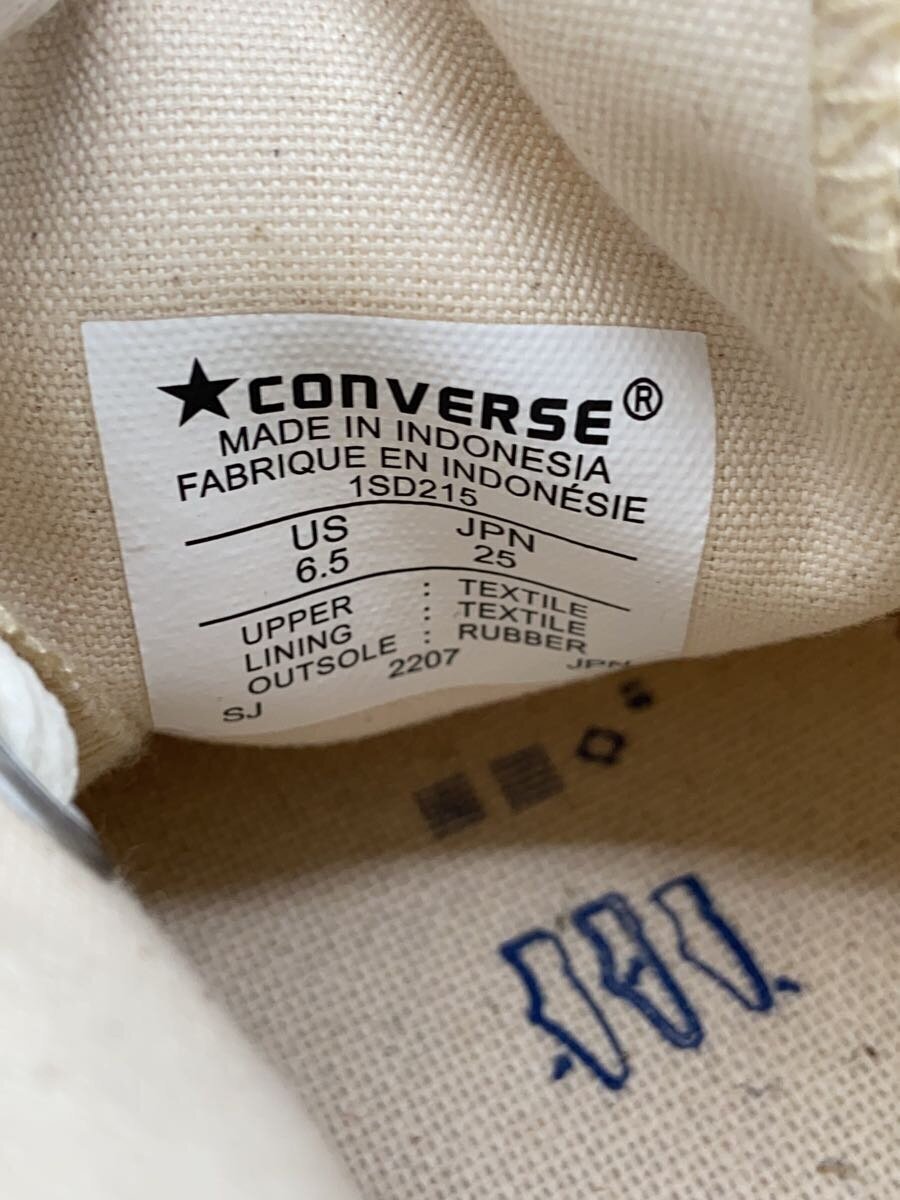 ★CONVERSE®
MADE IN INDONESIA
FABRIQUE EN INDONÉSIE
1SD215
US JPN
6.5 25
UPPER : TEXTILE
LINING : TEXTILE
OUTSOLE : RUBBER
2207
SJ JPN